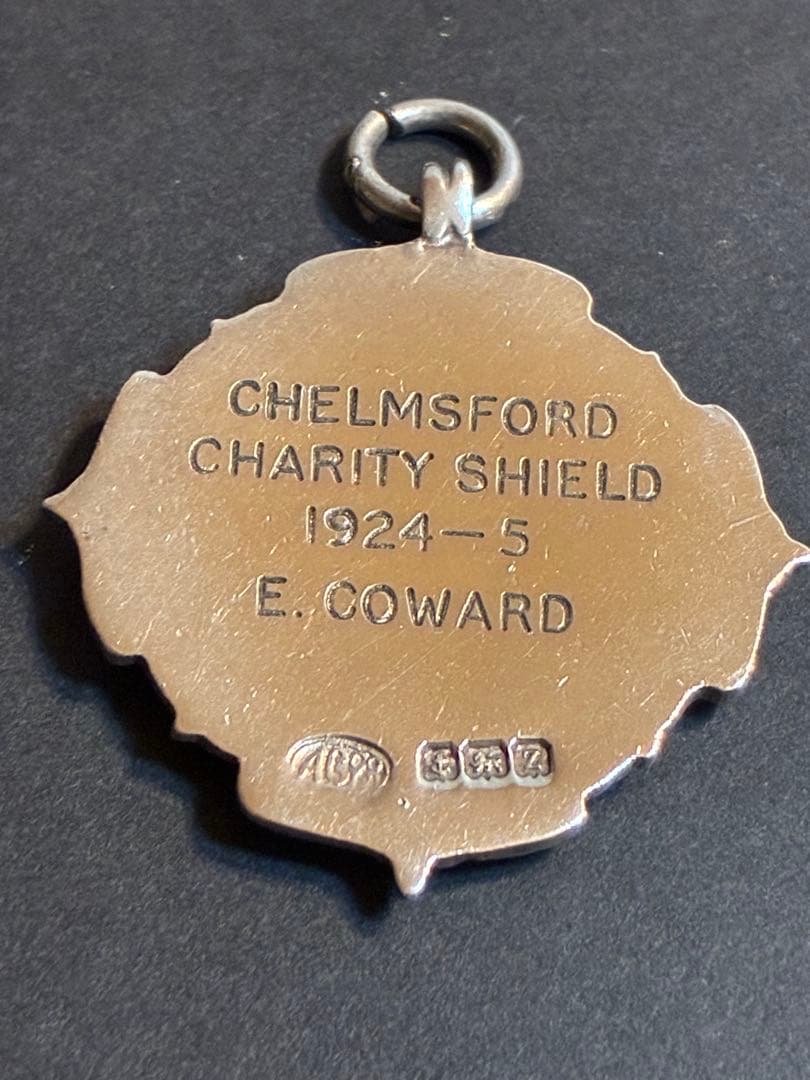 CHELMSFORD
CHARITY SHIELD
1924-5
E. COWARD